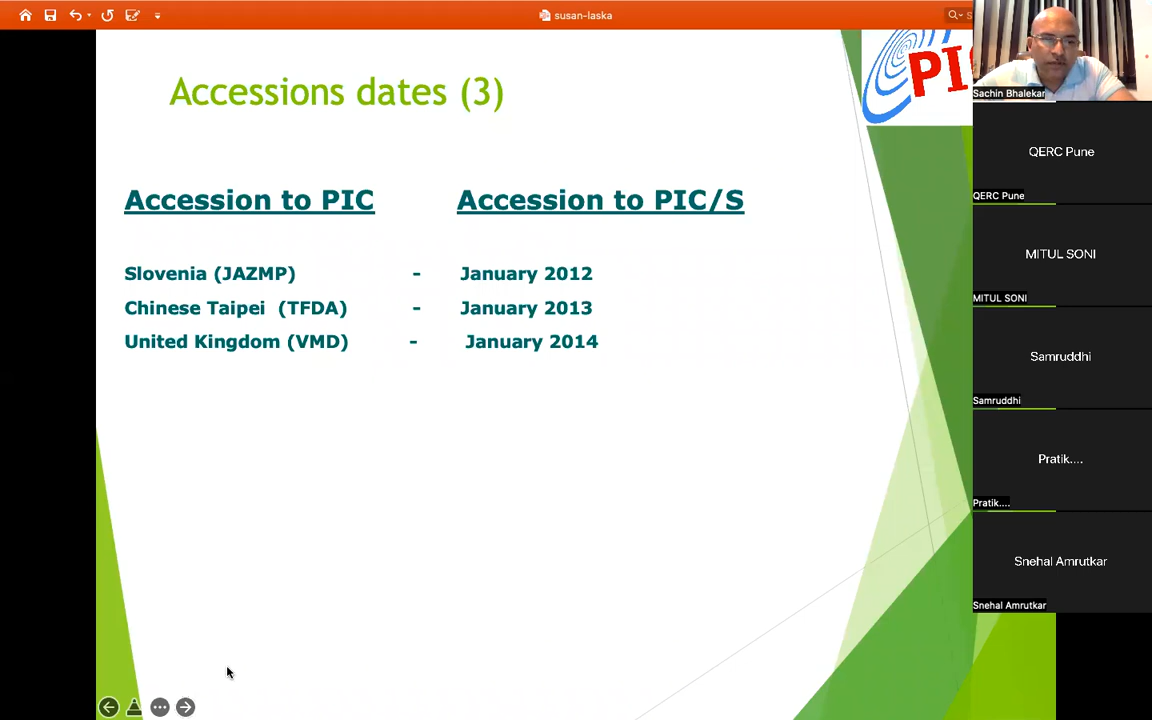 susan-laska
S
Accessions dates (3)
PIC
Accession to PIC Accession to PIC/S
Slovenia (JAZMP) - January 2012
Chinese Taipei (TFDA) - January 2013
United Kingdom (VMD) - January 2014
Sachin Bhalekar
QERC Pune
QERC Pune
MITUL SONI
MITUL SONI
Samruddhi
Samruddhi
Pratik....
Pratik....
Snehal Amrutkar
Snehal Amrutkar